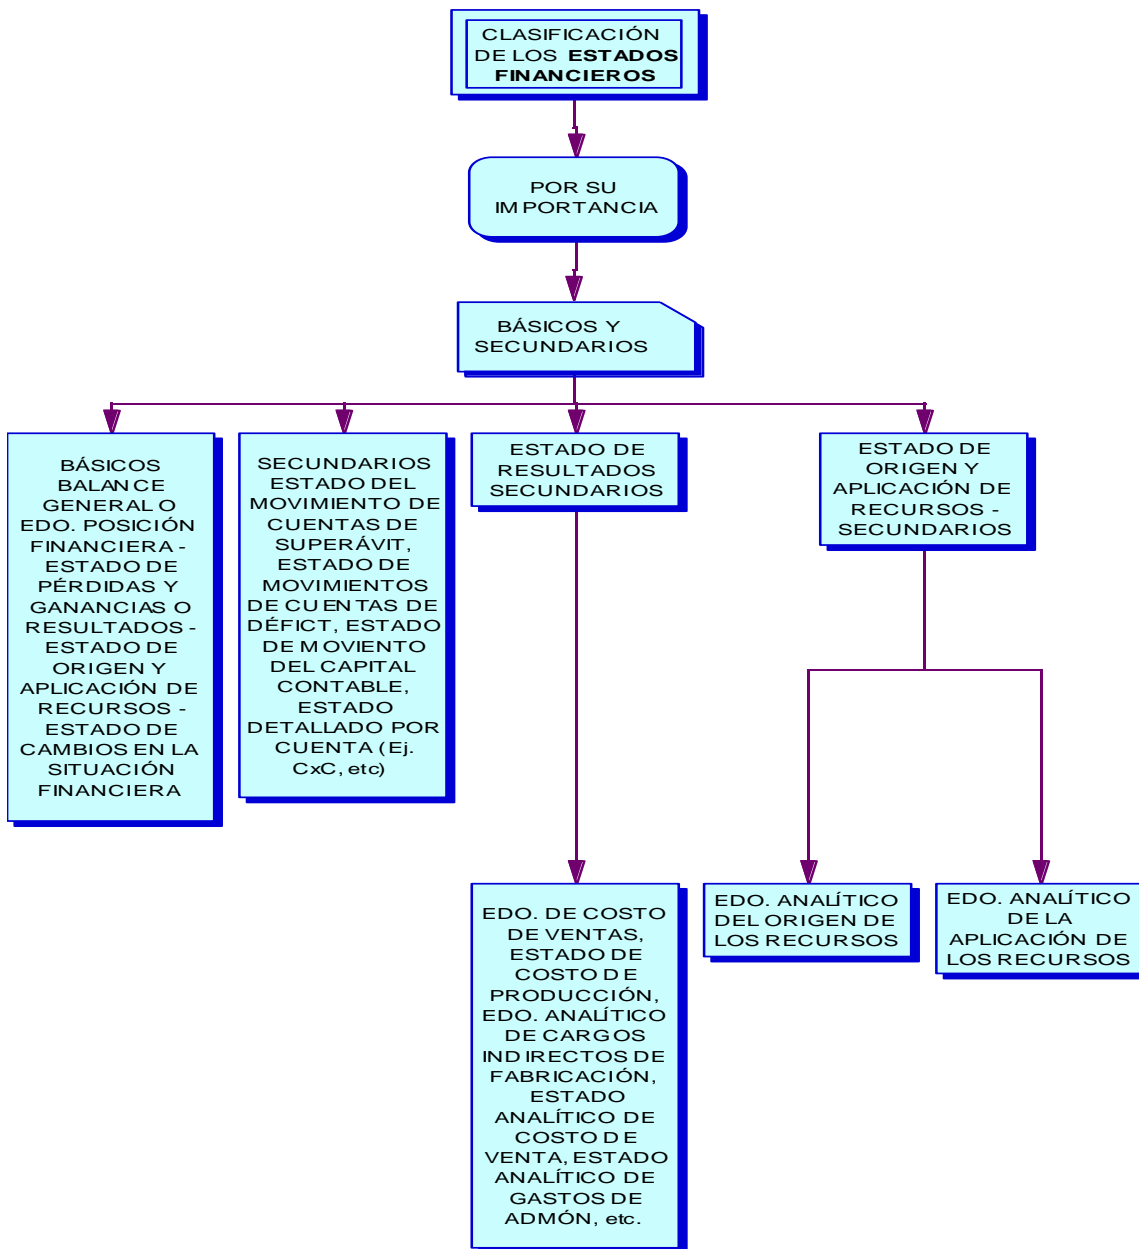 CLASIFICACIÓN
DE LOS ESTADOS
FINANCIEROS
POR SU
IMPORTANCIA
BÁSICOS Y
SECUNDARIOS
BÁSICOS
BALANCE
GENERAL O
EDO. POSICIÓN
FINANCIERA -
ESTADO DE
PÉRDIDAS Y
GANANCIAS O
RESULTADOS -
ESTADO DE
ORIGEN Y
APLICACIÓN DE
RECURSOS -
ESTADO DE
CAMBIOS EN LA
SITUACIÓN
FINANCIERA
SECUNDARIOS
ESTADO DEL
MOVIMIENTO DE
CUENTAS DE
SUPERÁVIT,
ESTADO DE
MOVIMIENTOS
DE CUENTAS DE
DÉFICT, ESTADO
DE MOVIENTO
DEL CAPITAL
CONTABLE,
ESTADO
DETALLADO POR
CUENTA (Ej.
CxC, etc)
ESTADO DE
RESULTADOS
SECUNDARIOS
ESTADO DE
ORIGEN Y
APLICACIÓN DE
RECURSOS -
SECUNDARIOS
EDO. DE COSTO
DE VENTAS,
ESTADO DE
COSTO DE
PRODUCCIÓN,
EDO. ANALÍTICO
DE CARGOS
INDIRECTOS DE
FABRICACIÓN,
ESTADO
ANALÍTICO DE
COSTO DE
VENTA, ESTADO
ANALÍTICO DE
GASTOS DE
ADMÓN, etc.
EDO. ANALÍTICO
DEL ORIGEN DE
LOS RECURSOS
EDO. ANALÍTICO
DE LA
APLICACIÓN DE
LOS RECURSOS